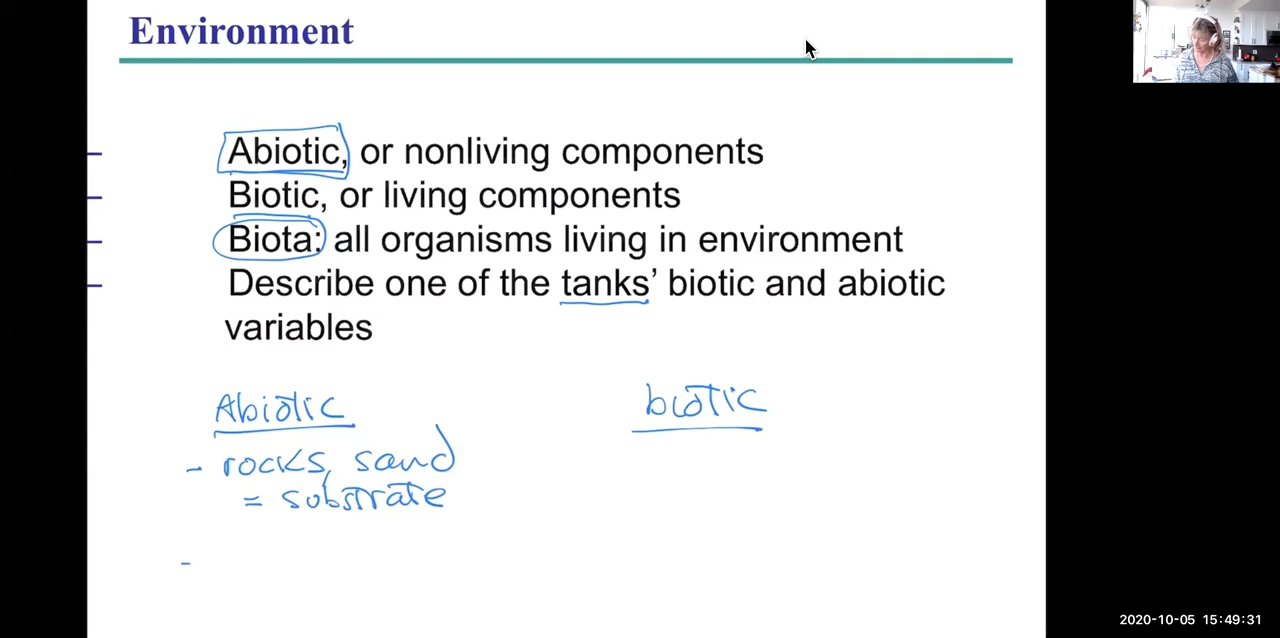 Environment
Abiotic, or nonliving components
Biotic, or living components
Biota: all organisms living in environment
Describe one of the tanks’ biotic and abiotic
variables
Abiotic
biotic
- rocks, sand
= substrate
-
2020-10-05 15:49:31